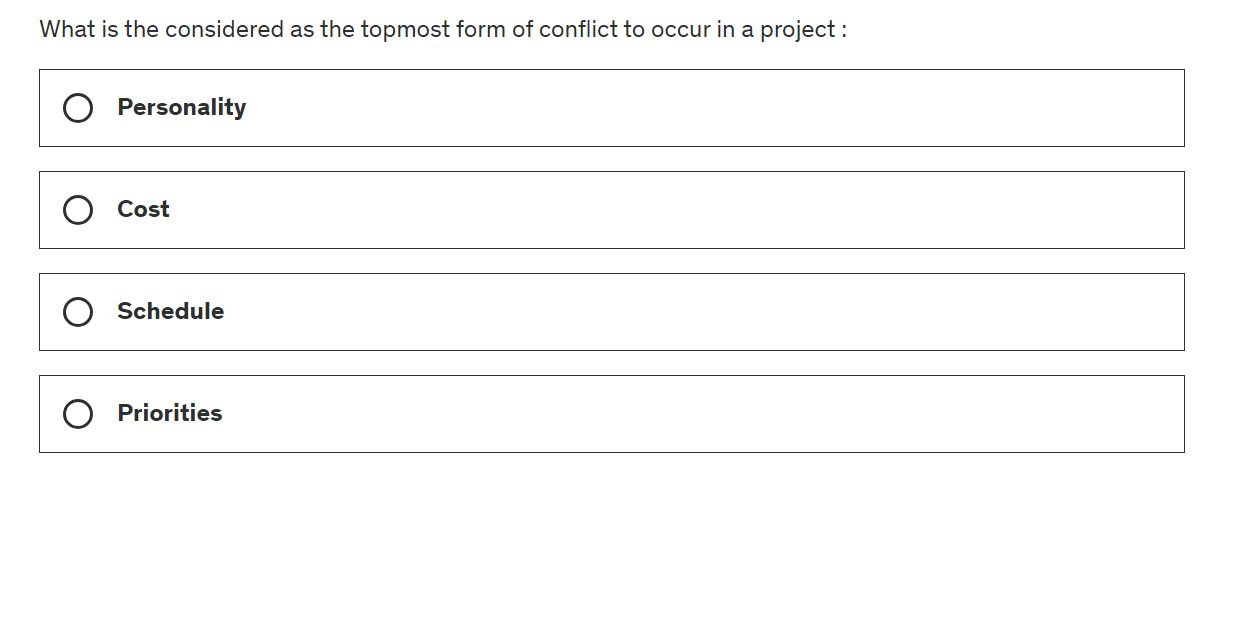 What is the considered as the topmost form of conflict to occur in a project :
Personality
Cost
Schedule
Priorities